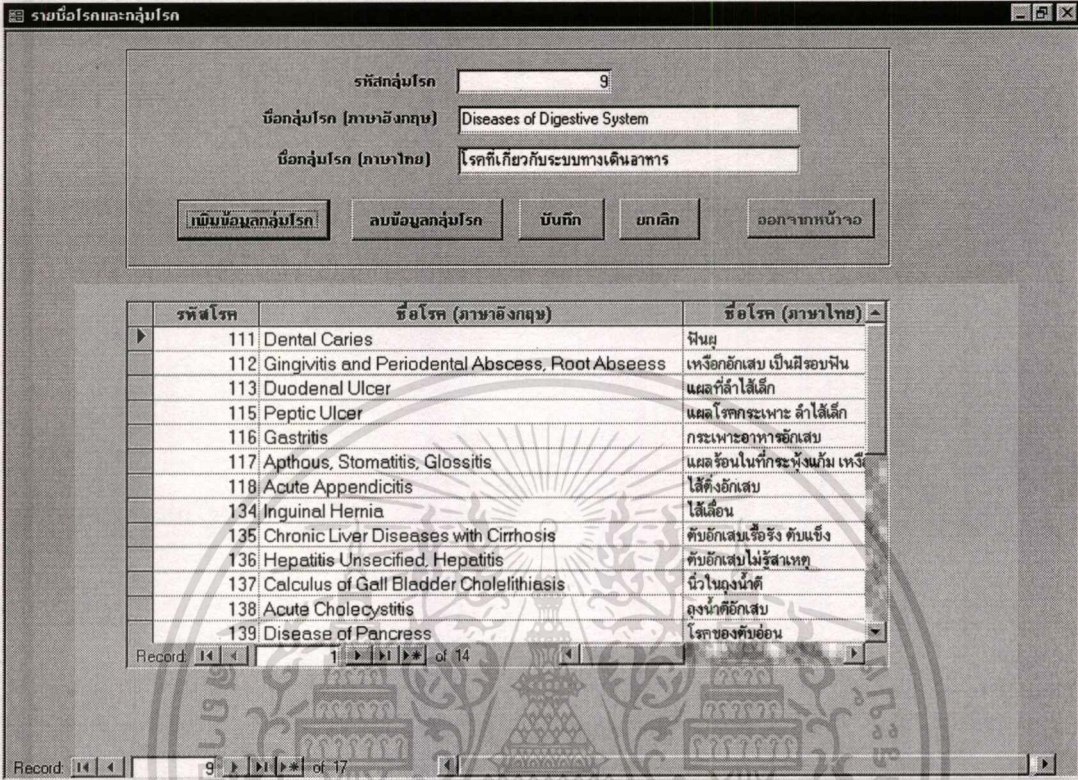 รายชื่อโรคและกลุ่มโรค
รหัสกลุ่มโรค 9
ชื่อกลุ่มโรค (ภาษาอังกฤษ) Diseases of Digestive System
ชื่อกลุ่มโรค (ภาษาไทย) โรคที่เกี่ยวกับระบบทางเดินอาหาร
เพิ่มข้อมูลกลุ่มโรค ลบข้อมูลกลุ่มโรค บันทึก ยกเลิก ออกจากหน้าจอ
รหัสโรค ชื่อโรค (ภาษาอังกฤษ) ชื่อโรค (ภาษาไทย)
111 Dental Caries ฟันผุ
112 Gingivitis and Periodental Abscess, Root Abseess เหงือกอักเสบ เป็นฝีรอบฟัน
113 Duodenal Ulcer แผลที่ลำไส้เล็ก
115 Peptic Ulcer แผลโรคกระเพาะ ลำไส้เล็ก
116 Gastritis กระเพาะอาหารอักเสบ
117 Apthous, Stomatitis, Glossitis แผลร้อนในที่กระพุ้งแก้ม
118 Acute Appendicitis ไส้ติ่งอักเสบ
134 Inguinal Hernia ไส้เลื่อน
135 Chronic Liver Diseases with Cirrhosis ตับอักเสบเรื้อรัง ตับแข็ง
136 Hepatitis Unsecified, Hepatitis ตับอักเสบไม่รู้สาเหตุ
137 Calculus of Gall Bladder Cholelithiasis นิ่วในถุงน้ำดี
138 Acute Cholecystitis ถุงน้ำดีอักเสบ
139 Disease of Pancress โรคของตับอ่อน
Record: 1 of 14
Record: 9 of 17